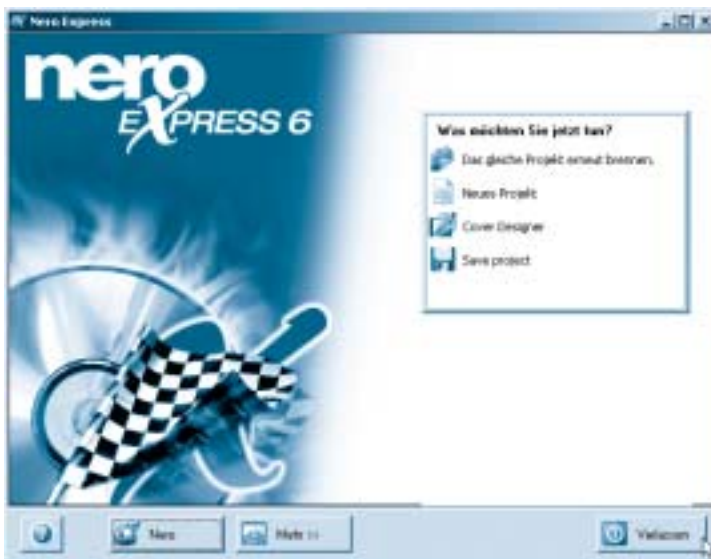 Nero Express
nero
EXPRESS 6
Was möchten Sie jetzt tun?
Das gleiche Projekt erneut brennen.
Neues Projekt
Cover Designer
Save project
Nero
Mehr >>
Verlassen